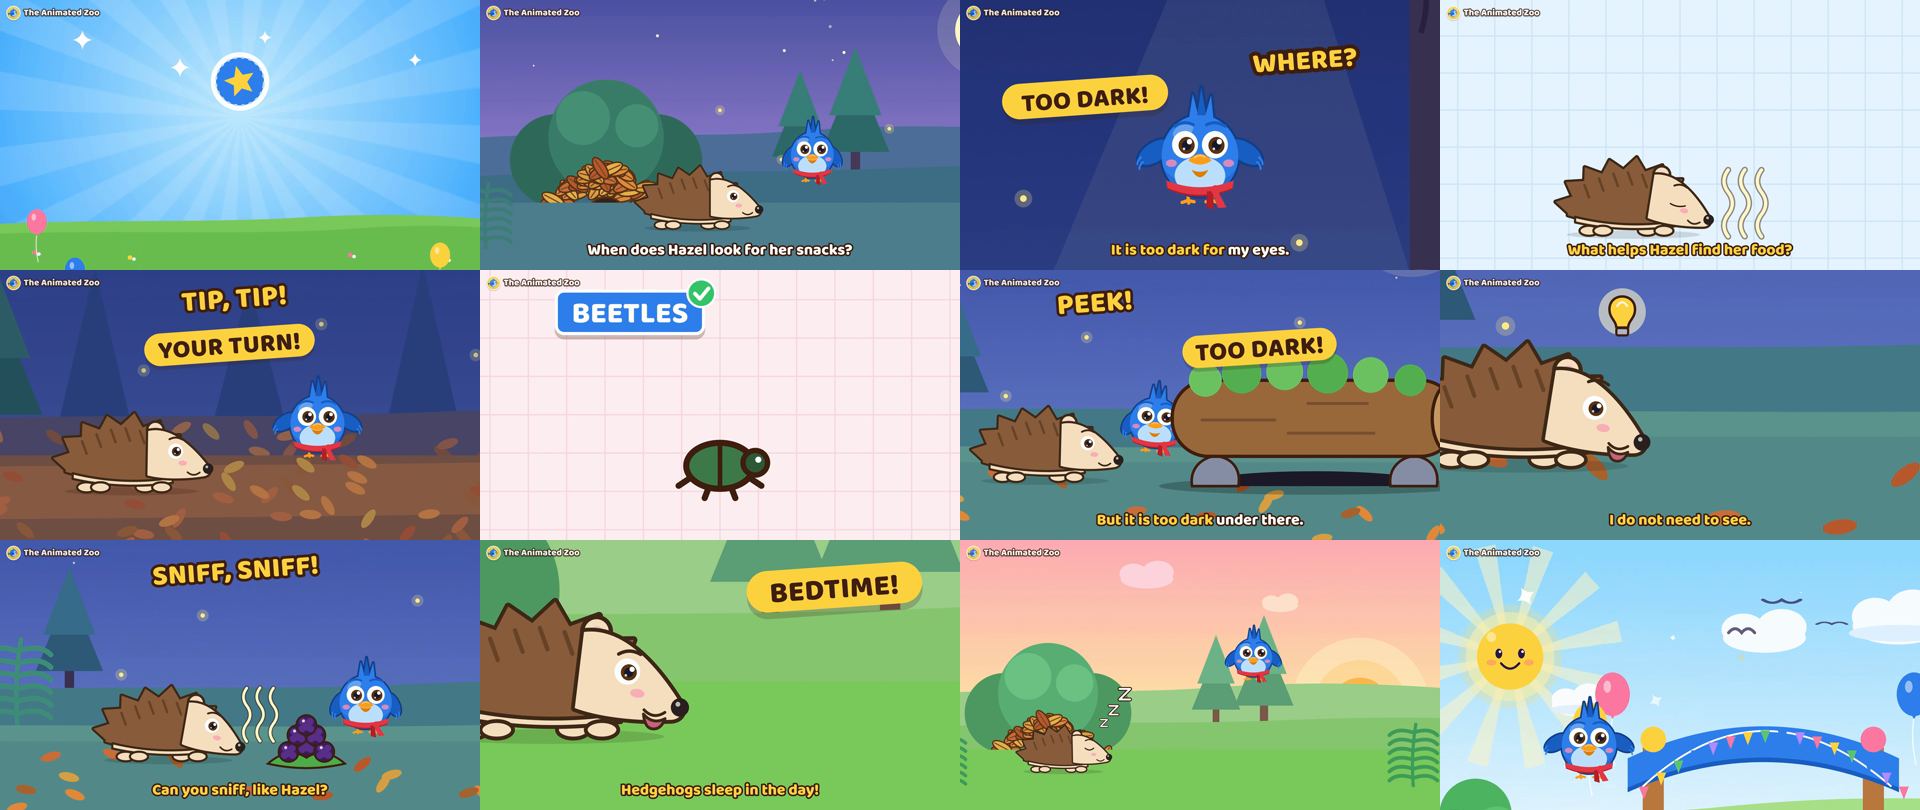 The Animated Zoo
The Animated Zoo
When does Hazel look for her snacks?
The Animated Zoo
WHERE?
TOO DARK!
It is too dark for my eyes.
The Animated Zoo
What helps Hazel find her food?
The Animated Zoo
TIP, TIP!
YOUR TURN!
The Animated Zoo
BEETLES
The Animated Zoo
PEEK!
TOO DARK!
But it is too dark under there.
The Animated Zoo
I do not need to see.
The Animated Zoo
SNIFF, SNIFF!
Can you sniff, like Hazel?
The Animated Zoo
BEDTIME!
Hedgehogs sleep in the day!
The Animated Zoo
Z
Z
Z
The Animated Zoo